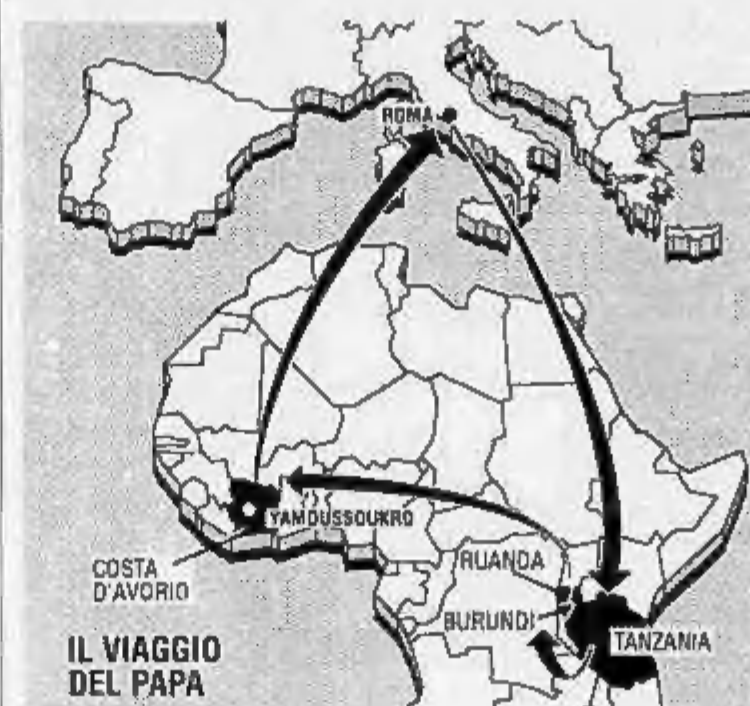 ROMA
YAMOUSSOUKRO
COSTA
D'AVORIO
RUANDA
BURUNDI
TANZANIA
IL VIAGGIO
DEL PAPA